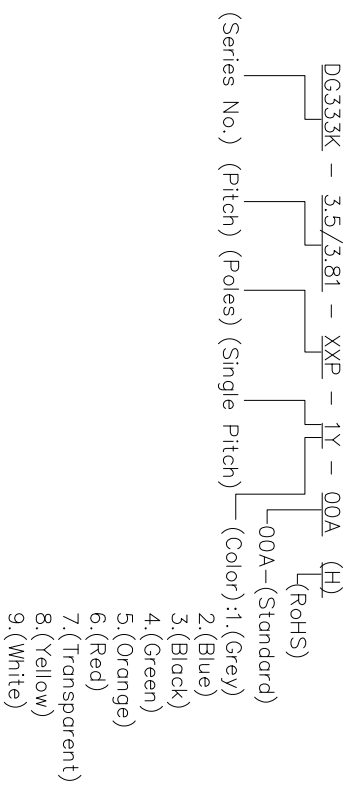 DG333K - 3.5/3.81 - XXP - 1Y - 00A (H)
(RoHS)
00A-(Standard)
(Series No.) (Pitch) (Poles) (Single Pitch) (Color):1.(Grey)
2.(Blue)
3.(Black)
4.(Green)
5.(Orange)
6.(Red)
7.(Transparent)
8.(Yellow)
9.(White)